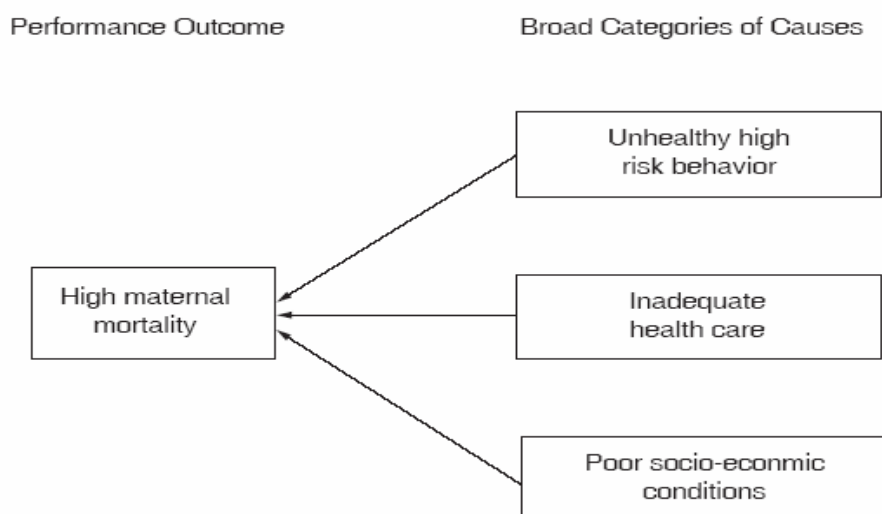 Performance Outcome
Broad Categories of Causes
Unhealthy high
risk behavior
High maternal
mortality
Inadequate
health care
Poor socio-econmic
conditions